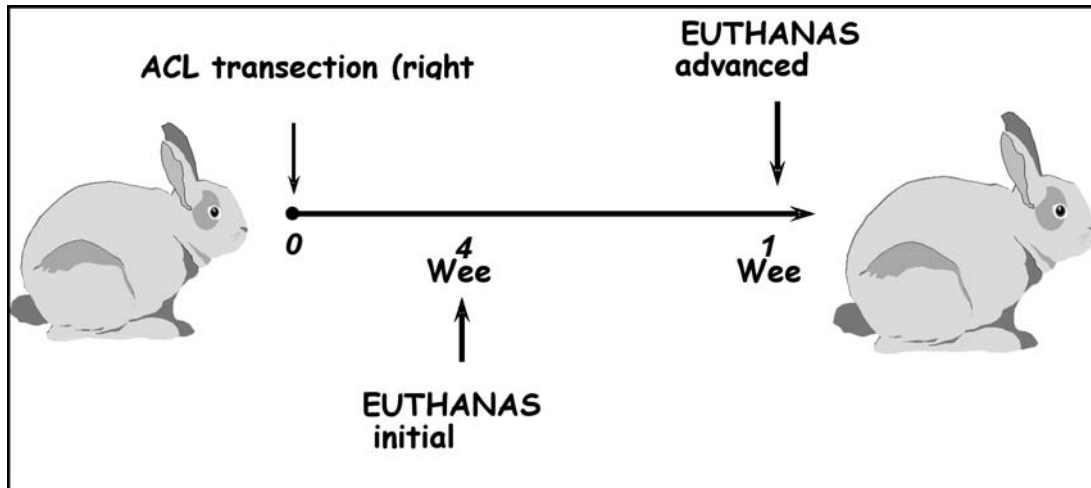 EUTHANAS
advanced
ACL transection (right
0
4
Wee
1
Wee
EUTHANAS
initial